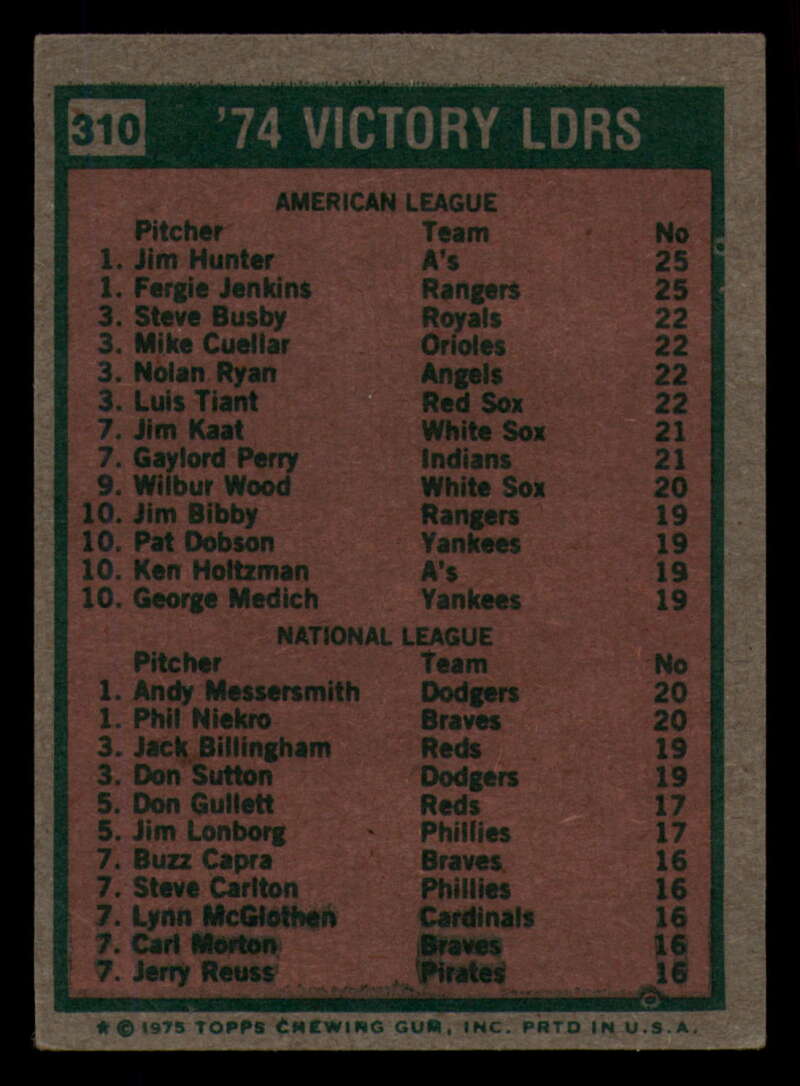 310 '74 VICTORY LDRS
AMERICAN LEAGUE
Pitcher Team No
1. Jim Hunter A's 25
1. Fergie Jenkins Rangers 25
3. Steve Busby Royals 22
3. Mike Cuellar Orioles 22
3. Nolan Ryan Angels 22
3. Luis Tiant Red Sox 22
7. Jim Kaat White Sox 21
7. Gaylord Perry Indians 21
9. Wilbur Wood White Sox 20
10. Jim Bibby Rangers 19
10. Pat Dobson Yankees 19
10. Ken Holtzman A's 19
10. George Medich Yankees 19
NATIONAL LEAGUE
Pitcher Team No
1. Andy Messersmith Dodgers 20
1. Phil Niekro Braves 20
3. Jack Billingham Reds 19
3. Don Sutton Dodgers 19
5. Don Gullett Reds 17
5. Jim Lonborg Phillies 17
7. Buzz Capra Braves 16
7. Steve Carlton Phillies 16
7. Lynn McGlothen Cardinals 16
7. Carl Morton Braves 16
7. Jerry Reuss Pirates 16
* © 1975 TOPPS CHEWING GUM, INC. PRTD IN U.S.A.